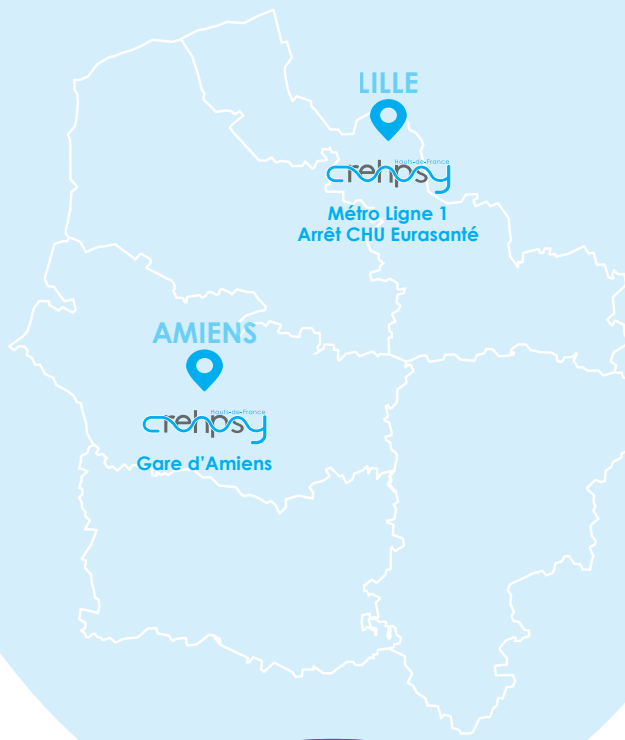 LILLE
Hauts-de-France
crehpsy
Métro Ligne 1
Arrêt CHU Eurasanté
AMIENS
Hauts-de-France
crehpsy
Gare d'Amiens